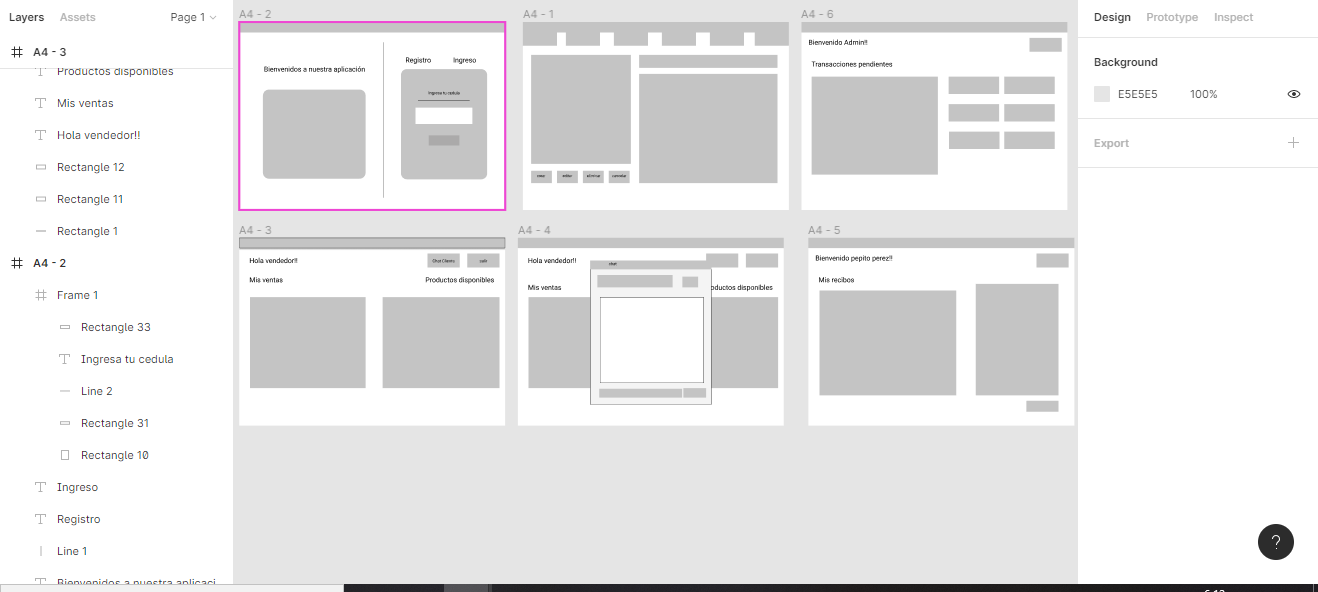 Layers
Assets
Page 1
A4 - 3
Productos disponibles
Mis ventas
Hola vendedor!!
Rectangle 12
Rectangle 11
Rectangle 1
A4 - 2
Frame 1
Rectangle 33
Ingresa tu cedula
Line 2
Rectangle 31
Rectangle 10
Ingreso
Registro
Line 1
Bienvenidos a nuestra aplicaci
A4 - 2
Bienvenidos a nuestra aplicación
Registro
Ingreso
Ingresa tu cedula
A4 - 1
crear
editar
eliminar
cancelar
A4 - 6
Bienvenido Admin!!
Transacciones pendientes
A4 - 3
Hola vendedor!!
Chat Cliente
salir
Mis ventas
Productos disponibles
A4 - 4
Hola vendedor!!
chat
Mis ventas
oductos disponibles
A4 - 5
Bienvenido pepito perez!!
Mis recibos
Design
Prototype
Inspect
Background
E5E5E5
100%
Export
?